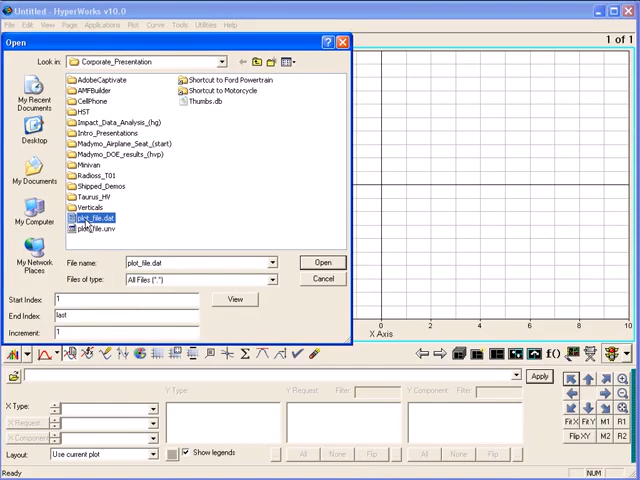 Untitled - HyperWorks v10.0
File Edit View Page Applications Plot Curve Tools Utilities Help
Open
1 of 1
Look in: Corporate_Presentation
My Recent Documents
Desktop
My Documents
My Computer
My Network Places
AdobeCaptivate
AMFBuilder
CellPhone
HST
Impact_Data_Analysis_(hg)
Intro_Presentations
Madymo_Airplane_Seat_(start)
Madymo_DOE_results_(hvp)
Minivan
Radioss_T01
Shipped_Demos
Taurus_HV
Verticals
plot_file.dat
plot_file.unv
Shortcut to Ford Powertrain
Shortcut to Motorcycle
Thumbs.db
File name: plot_file.dat Open
Files of type: All Files (*.*) Cancel
Start Index: 1 View
End Index: last
Increment: 1
0 2 4 6 8 10
X Axis
f()
Apply
X Type: Y Type: Y Request: Filter: Y Component: Filter:
X Request:
X Component:
Layout: Use current plot
Show legends
All None Flip All None Flip
Fit X Fit Y M1 R1
Flip XY M2 R2
Ready
NUM